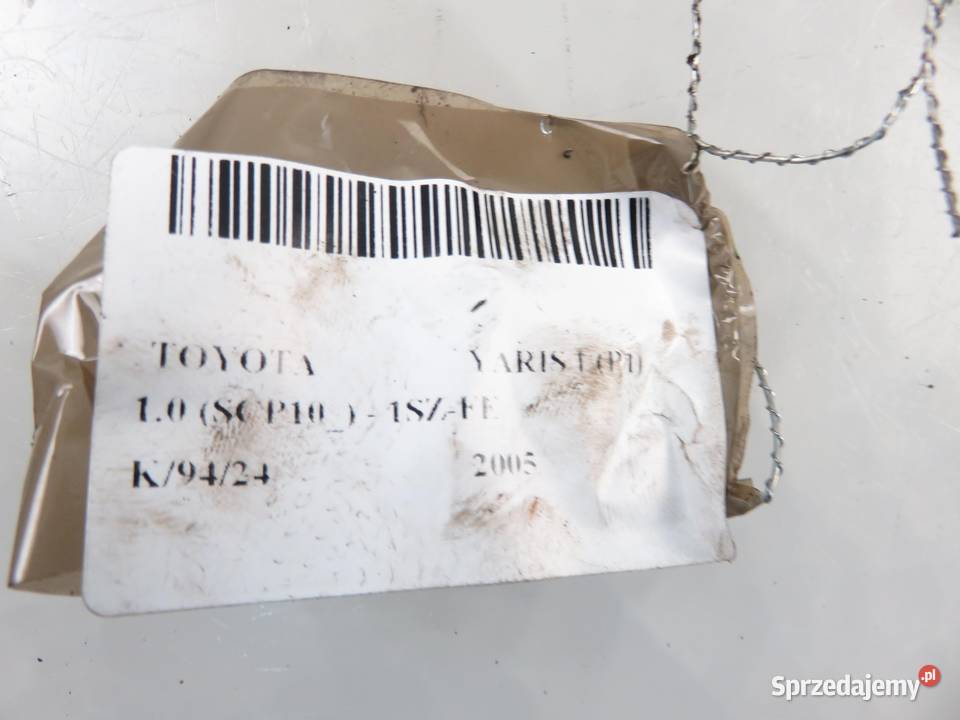 TOYOTA YARIS I (P1)
1.0 (SCP10_) - 1SZ-FE
K/94/24 2005
Sprzedajemy.pl